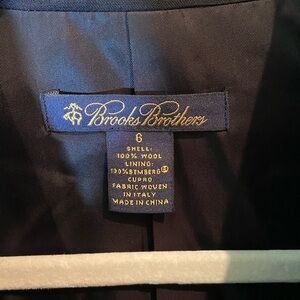 Brooks Brothers
6
SHELL:
100% WOOL
LINING:
100%BEMBERG®
CUPRO
FABRIC WOVEN
IN ITALY
MADE IN CHINA